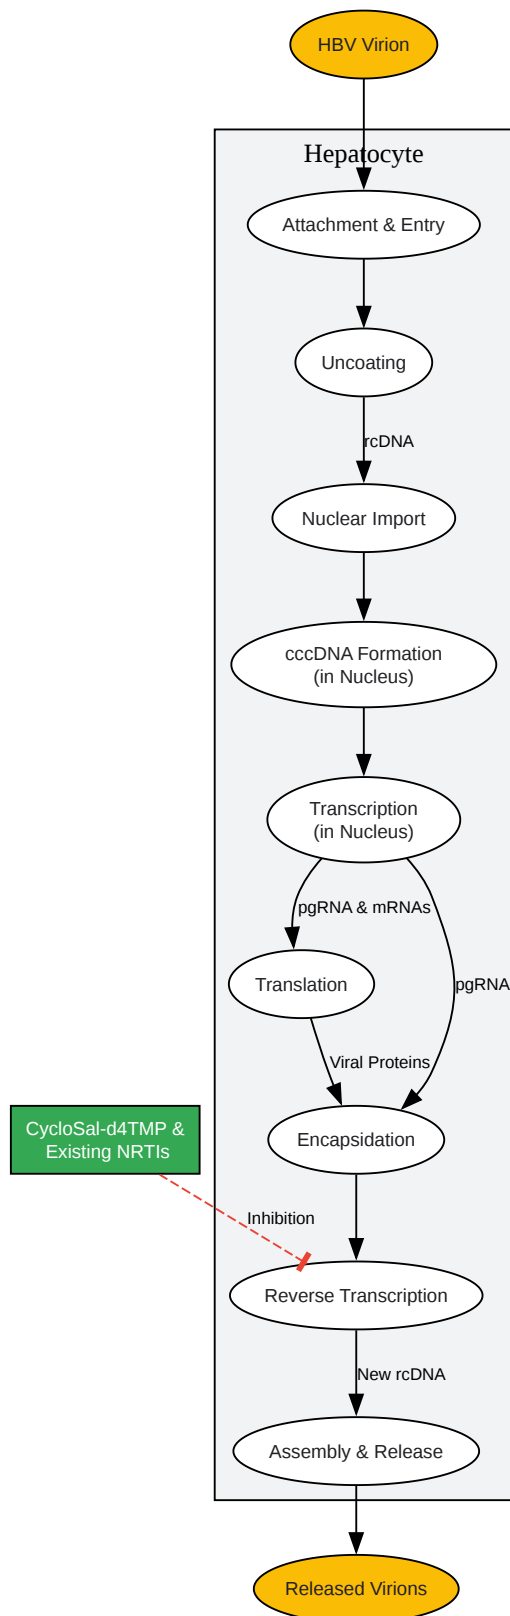 HBV Virion
Hepatocyte
Attachment & Entry
Uncoating
rcDNA
Nuclear Import
cccDNA Formation
(in Nucleus)
Transcription
(in Nucleus)
pgRNA & mRNAs
Translation
pgRNA
Viral Proteins
CycloSal-d4TMP &
Existing NRTIs
Encapsidation
Inhibition
Reverse Transcription
New rcDNA
Assembly & Release
Released Virions